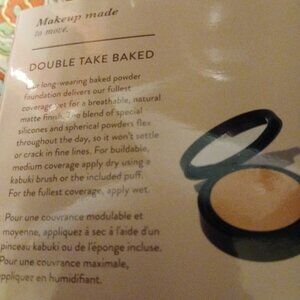 Makeup made
to move.
DOUBLE TAKE BAKED
Our long-wearing baked powder
foundation delivers our fullest
coverage yet for a breathable, natural
matte finish. The blend of special
silicones and spherical powders flex
throughout the day, so it won't settle
or crack in fine lines. For buildable,
medium coverage apply dry using a
kabuki brush or the included puff.
For the fullest coverage, apply wet.
Pour une couvrance modulable et
moyenne, appliquez à sec à l'aide d'un
pinceau kabuki ou de l'éponge incluse.
Pour une couvrance maximale,
appliquez en humidifiant.